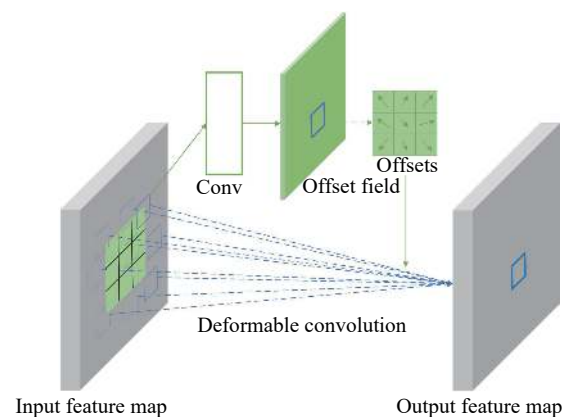 Conv
Offset field
Offsets
Deformable convolution
Input feature map
Output feature map